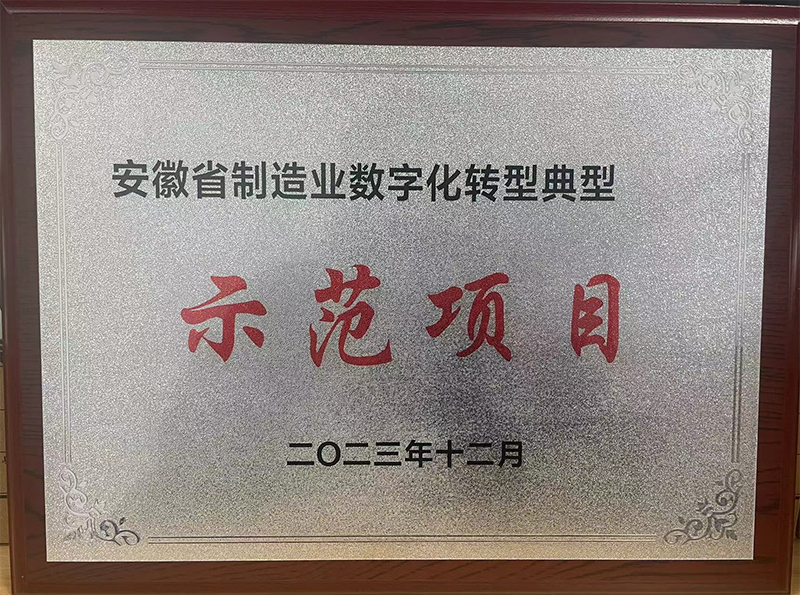 安徽省制造业数字化转型典型
示范项目
二〇二三年十二月